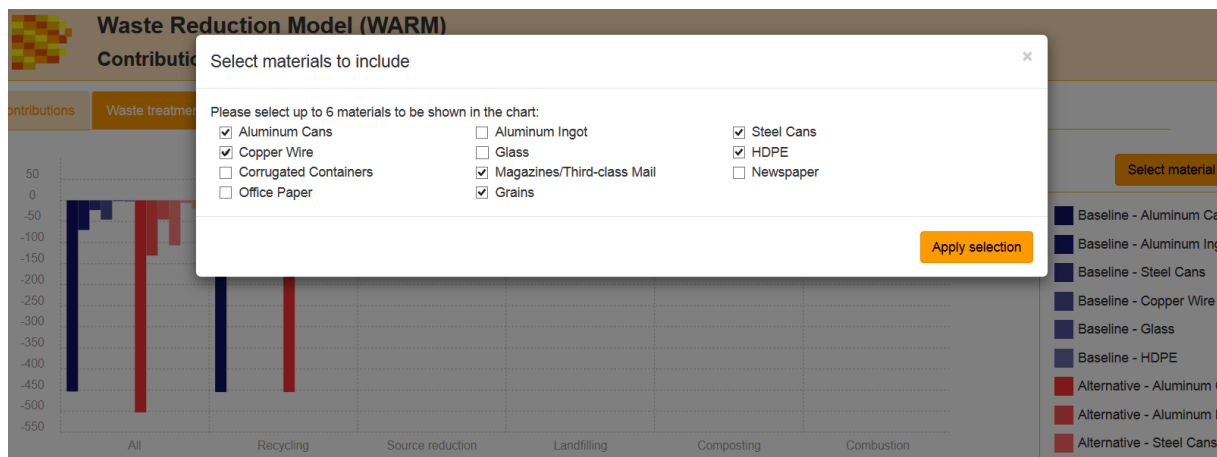 Waste Reduction Model (WARM)
Contributio
ontributions
Waste treatmen
Select materials to include
×
Please select up to 6 materials to be shown in the chart:
Aluminum Cans
Aluminum Ingot
Steel Cans
Copper Wire
Glass
HDPE
Corrugated Containers
Magazines/Third-class Mail
Newspaper
Office Paper
Grains
Apply selection
Select material
50
0
-50
-100
-150
-200
-250
-300
-350
-400
-450
-500
-550
All
Recycling
Source reduction
Landfilling
Composting
Combustion
Baseline - Aluminum Ca
Baseline - Aluminum Ing
Baseline - Steel Cans
Baseline - Copper Wire
Baseline - Glass
Baseline - HDPE
Alternative - Aluminum
Alternative - Aluminum
Alternative - Steel Cans